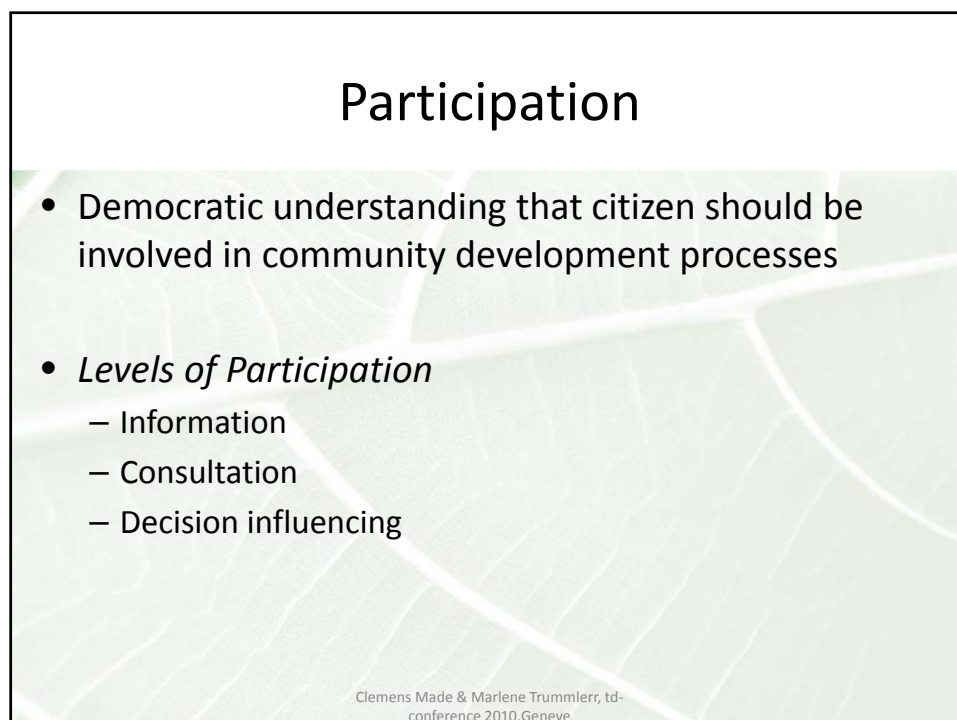 Participation
• Democratic understanding that citizen should be
involved in community development processes
• Levels of Participation
– Information
– Consultation
– Decision influencing
Clemens Made & Marlene Trummlerr, td-
conference 2010,Geneve